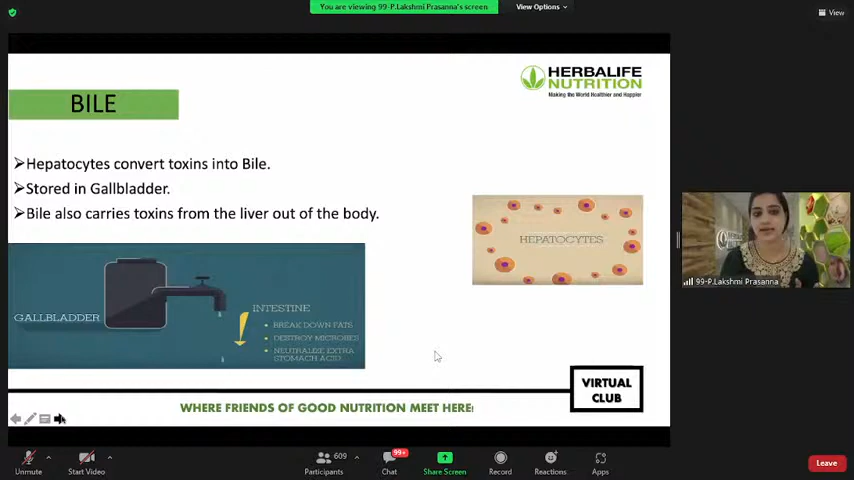 You are viewing 99-P.Lakshmi Prasanna's screen
View Options
View
HERBALIFE
NUTRITION
Making the World Healthier and Happier
BILE
➢Hepatocytes convert toxins into Bile.
➢Stored in Gallbladder.
➢Bile also carries toxins from the liver out of the body.
HEPATOCYTES
GALLBLADDER
INTESTINE
• BREAK DOWN FATS
• DESTROY MICROBES
• NEUTRALIZE EXTRA
STOMACH ACID
99-P.Lakshmi Prasanna
VIRTUAL
CLUB
WHERE FRIENDS OF GOOD NUTRITION MEET HERE!
Unmute
Start Video
609
Participants
99+
Chat
Share Screen
Record
Reactions
Apps
Leave